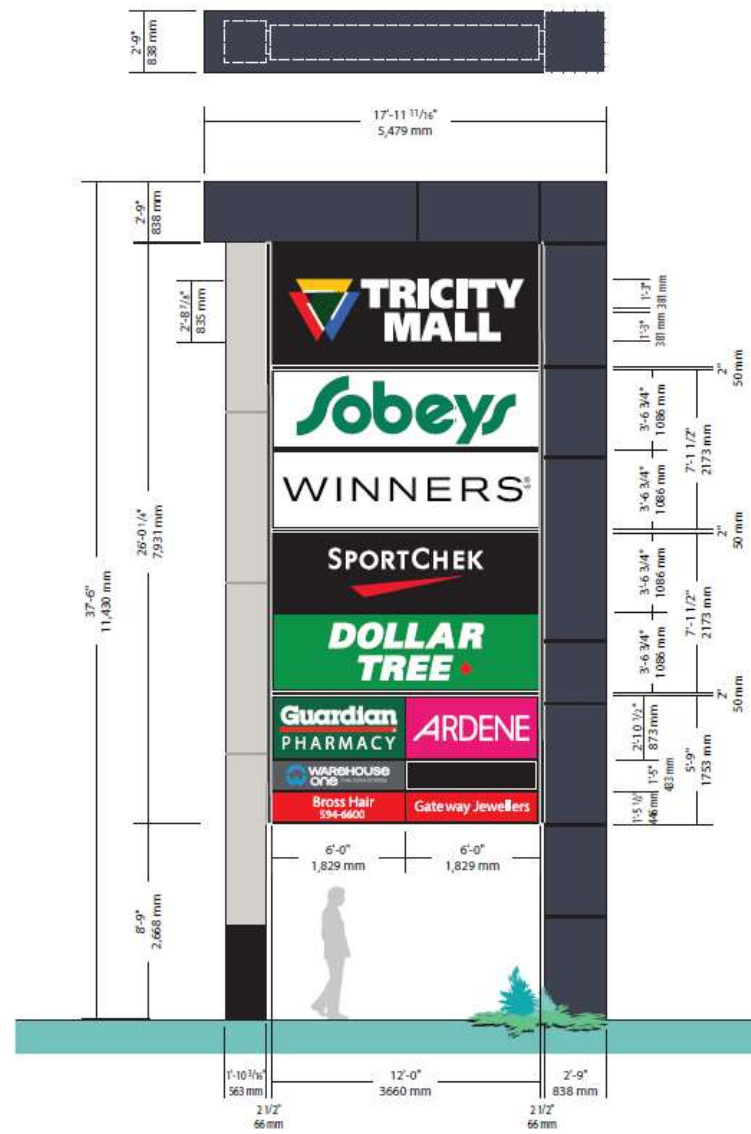 2'-9"
838 mm
17'-11 11/16"
5,479 mm
2'-9"
838 mm
2'-8 7/8"
835 mm
26'-0 1/4"
7,931 mm
37'-6"
11,430 mm
8'-9"
2,668 mm
TRICITY
MALL
Sobeys
WINNERS®
SPORTCHEK
DOLLAR
TREE
Guardian
PHARMACY
ARDENE
WAREHOUSE
ONE
Bross Hair
594-6600
Gateway Jewellers
6'-0"
1,829 mm
6'-0"
1,829 mm
1'-3"
381 mm
1'-3"
381 mm
2"
50 mm
3'-6 3/4"
1086 mm
3'-6 3/4"
1086 mm
7'-1 1/2"
2173 mm
2"
50 mm
3'-6 3/4"
1086 mm
3'-6 3/4"
1086 mm
7'-1 1/2"
2173 mm
2"
50 mm
2'-10 1/2"
873 mm
1'-5"
433 mm
1'-5 1/2"
446 mm
5'-9"
1753 mm
1'-10 3/16"
563 mm
12'-0"
3660 mm
2'-9"
838 mm
2 1/2"
66 mm
2 1/2"
66 mm